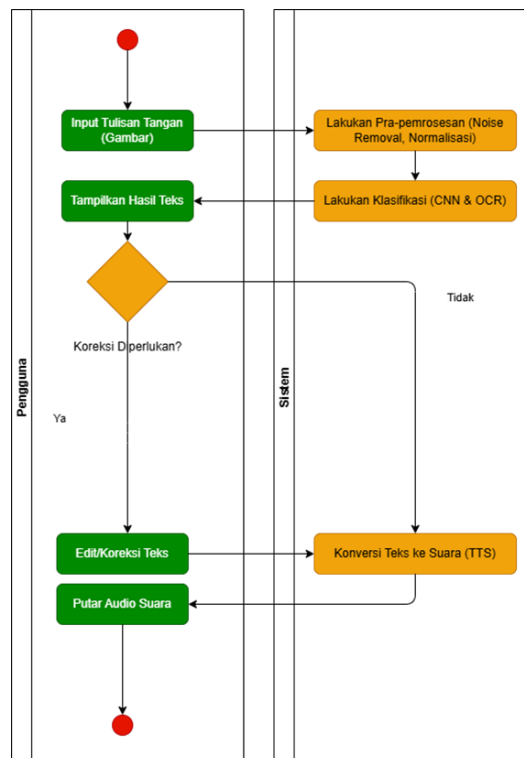 Pengguna
Sistem
Input Tulisan Tangan
(Gambar)
Lakukan Pra-pemrosesan (Noise
Removal, Normalisasi)
Tampilkan Hasil Teks
Lakukan Klasifikasi (CNN & OCR)
Koreksi Diperlukan?
Tidak
Ya
Edit/Koreksi Teks
Konversi Teks ke Suara (TTS)
Putar Audio Suara